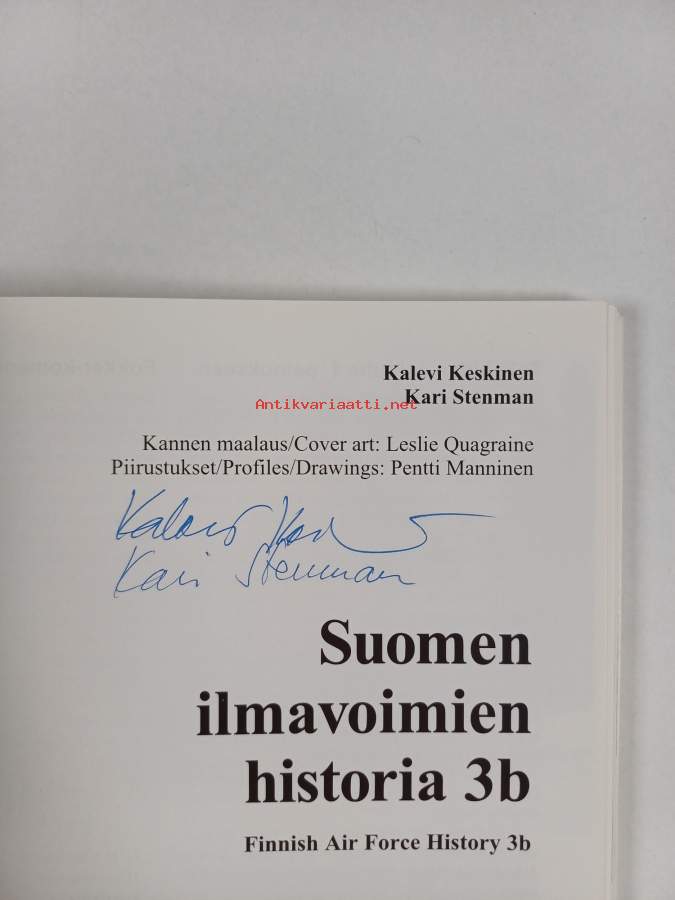 Kalevi Keskinen
Kari Stenman
Antikvariaatti.net
Kannen maalaus/Cover art: Leslie Quagraine
Piirustukset/Profiles/Drawings: Pentti Manninen
Kalevi
Kari Stenman
Suomen
ilmavoimien
historia 3b
Finnish Air Force History 3b